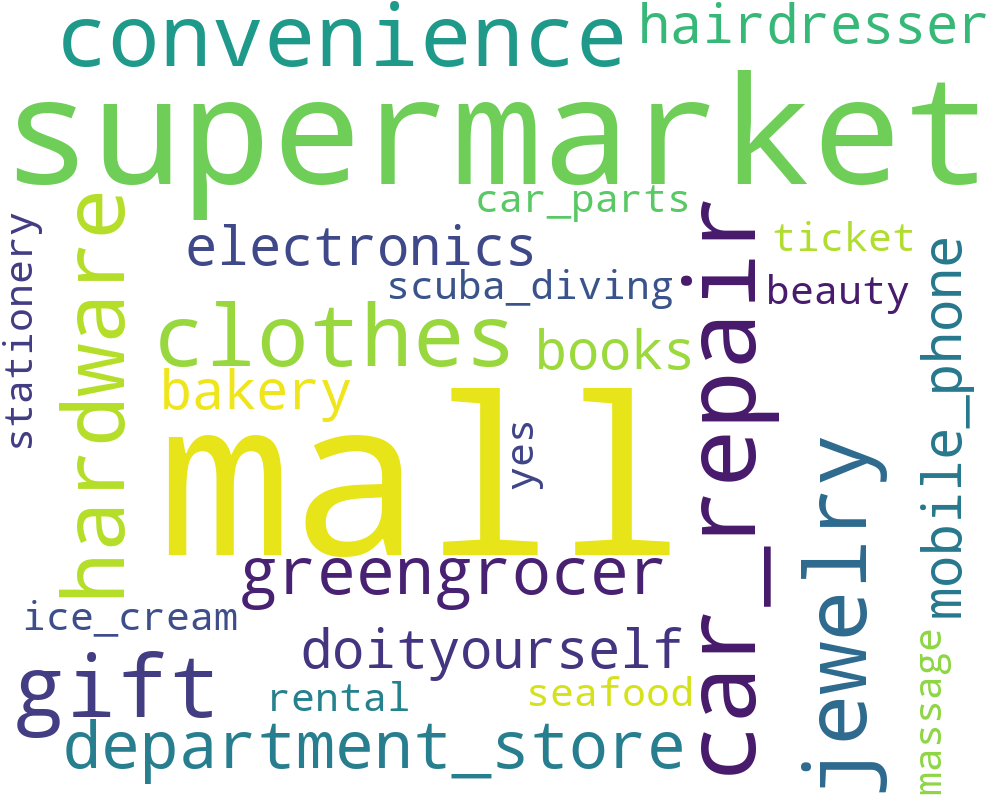 convenience
hairdresser
supermarket
car_parts
stationery
hardware
electronics
car_repair
ticket
scuba_diving
beauty
mobile_phone
clothes
books
bakery
mall
yes
jewelry
greengrocer
ice_cream
doityourself
massage
gift
rental
seafood
department_store